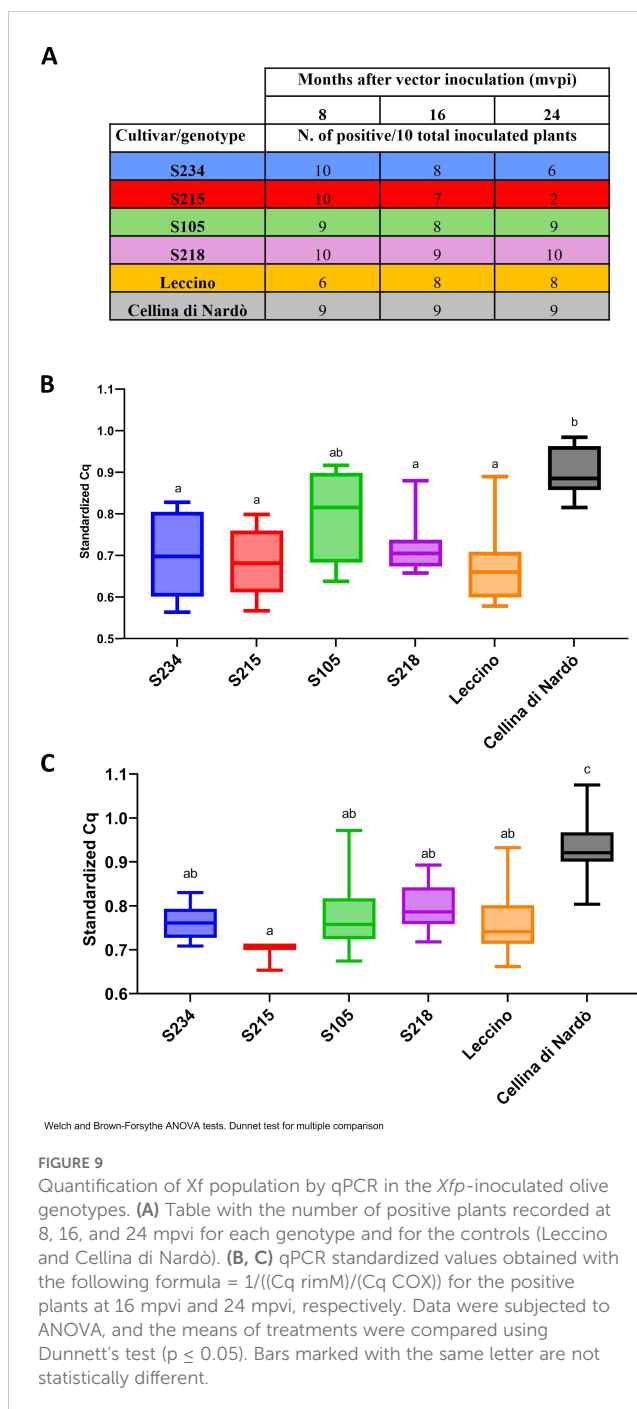 A
Months after vector inoculation (mvpi)
8 16 24
Cultivar/genotype N. of positive/10 total inoculated plants
S234 10 8 6
S215 10 7 2
S105 9 8 9
S218 10 9 10
Leccino 6 8 8
Cellina di Nardò 9 9 9
B
Standardized Cq
1.1
1.0
0.9
0.8
0.7
0.6
0.5
a a ab a a b
S234 S215 S105 S218 Leccino Cellina di Nardò
C
Standardized Cq
1.1
1.0
0.9
0.8
0.7
0.6
ab a ab ab ab c
S234 S215 S105 S218 Leccino Cellina di Nardò
Welch and Brown-Forsythe ANOVA tests. Dunnet test for multiple comparison
FIGURE 9
Quantification of Xf population by qPCR in the Xfp-inoculated olive
genotypes. (A) Table with the number of positive plants recorded at
8, 16, and 24 mpvi for each genotype and for the controls (Leccino
and Cellina di Nardò). (B, C) qPCR standardized values obtained with
the following formula = 1/((Cq rimM)/(Cq COX)) for the positive
plants at 16 mpvi and 24 mpvi, respectively. Data were subjected to
ANOVA, and the means of treatments were compared using
Dunnett's test (p ≤ 0.05). Bars marked with the same letter are not
statistically different.